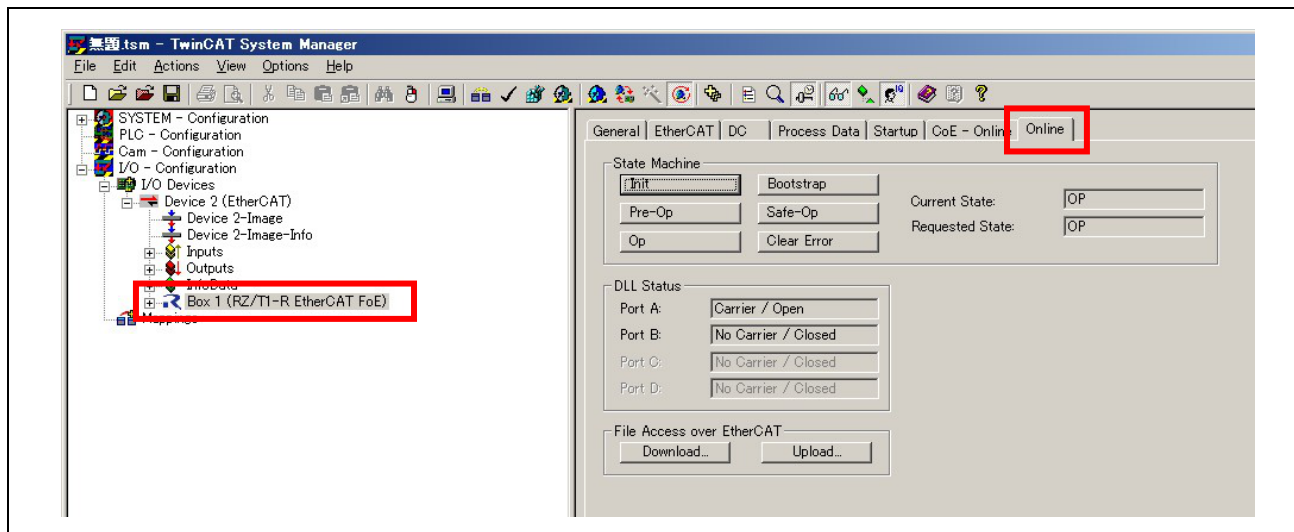 無題.tsm - TwinCAT System Manager
File Edit Actions View Options Help
SYSTEM - Configuration
PLC - Configuration
Cam - Configuration
I/O - Configuration
I/O Devices
Device 2 (EtherCAT)
Device 2-Image
Device 2-Image-Info
Inputs
Outputs
InfoData
Box 1 (RZ/T1-R EtherCAT FoE)
Mappings
General EtherCAT DC Process Data Startup CoE - Online Online
State Machine
Init Bootstrap
Pre-Op Safe-Op
Op Clear Error
Current State: OP
Requested State: OP
DLL Status
Port A: Carrier / Open
Port B: No Carrier / Closed
Port C: No Carrier / Closed
Port D: No Carrier / Closed
File Access over EtherCAT
Download... Upload...